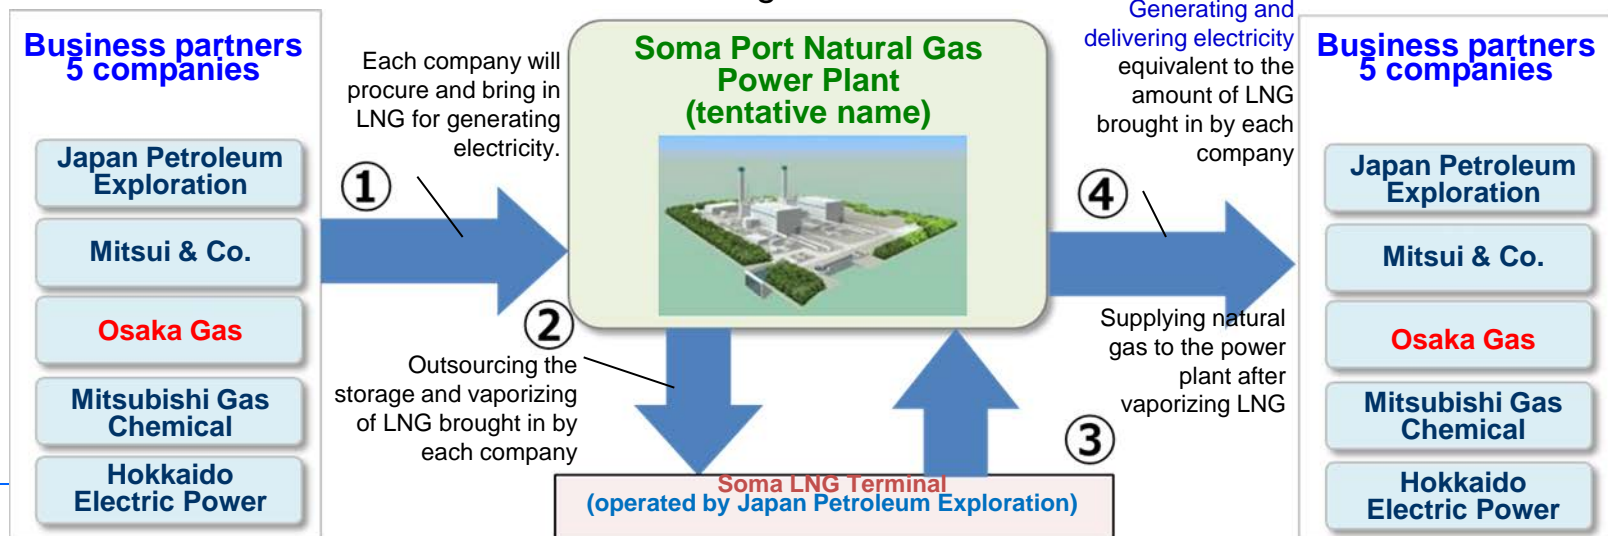 Business partners
5 companies
Japan Petroleum
Exploration
Mitsui & Co.
Osaka Gas
Mitsubishi Gas
Chemical
Hokkaido
Electric Power
Each company will
procure and bring in
LNG for generating
electricity.
①
Soma Port Natural Gas
Power Plant
(tentative name)
②
Outsourcing the
storage and vaporizing
of LNG brought in by
each company
Soma LNG Terminal
(operated by Japan Petroleum Exploration)
③
Supplying natural
gas to the power
plant after
vaporizing LNG
④
Generating and
delivering electricity
equivalent to the
amount of LNG
brought in by each
company
Business partners
5 companies
Japan Petroleum
Exploration
Mitsui & Co.
Osaka Gas
Mitsubishi Gas
Chemical
Hokkaido
Electric Power